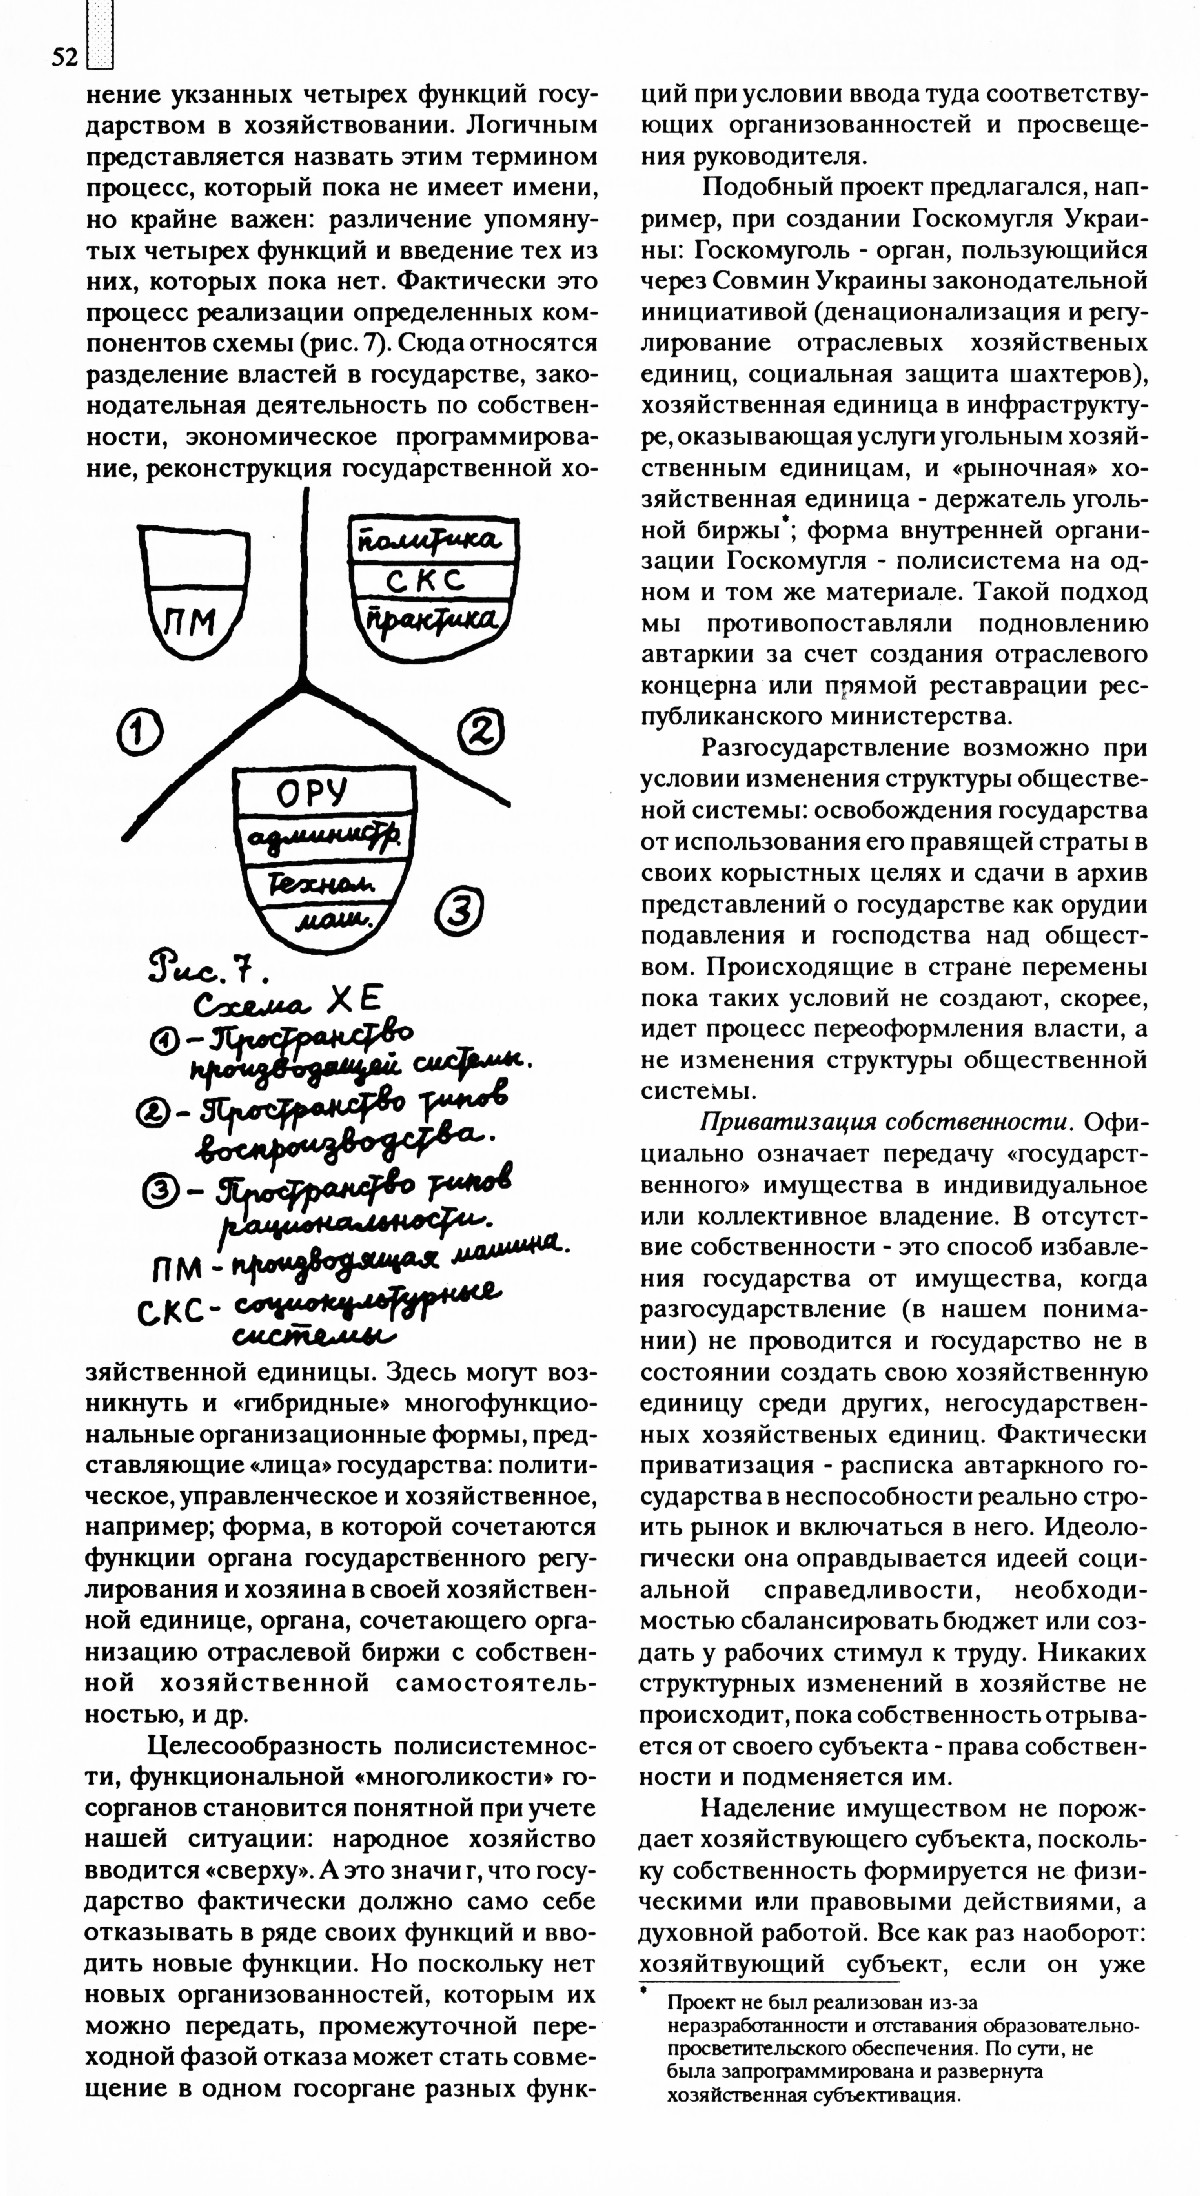 52
нение укзанных четырех функций госу-
дарством в хозяйствовании. Логичным
представляется назвать этим термином
процесс, который пока не имеет имени,
но крайне важен: различение упомяну-
тых четырех функций и введение тех из
них, которых пока нет. Фактически это
процесс реализации определенных ком-
понентов схемы (рис. 7). Сюда относятся
разделение властей в государстве, зако-
нодательная деятельность по собствен-
ности, экономическое программирова-
ние, реконструкция государственной хо-
ПМ
политика
СКС
практика
1
2
ОРУ
администр.
технол.
маш.
3
Рис. 7.
Схема ХЕ
1 - Пространство
производящей системы.
2 - Пространство типов
воспроизводства.
3 - Пространство типов
рациональности.
ПМ - производящая машина.
СКС - социокультурные
системы
зяйственной единицы. Здесь могут воз-
никнуть и «гибридные» многофункцио-
нальные организационные формы, пред-
ставляющие «лица» государства: полити-
ческое, управленческое и хозяйственное,
например; форма, в которой сочетаются
функции органа государственного регу-
лирования и хозяина в своей хозяйствен-
ной единице, органа, сочетающего орга-
низацию отраслевой биржи с собствен-
ной хозяйственной самостоятель-
ностью, и др.
Целесообразность полисистемнос-
ти, функциональной «многоликости» го-
сорганов становится понятной при учете
нашей ситуации: народное хозяйство
вводится «сверху». А это значит, что госу-
дарство фактически должно само себе
отказывать в ряде своих функций и вво-
дить новые функции. Но поскольку нет
новых организованностей, которым их
можно передать, промежуточной пере-
ходной фазой отказа может стать совме-
щение в одном госоргане разных функ-
ций при условии ввода туда соответству-
ющих организованностей и просвеще-
ния руководителя.
Подобный проект предлагался, нап-
ример, при создании Госкомугля Украи-
ны: Госкомуголь - орган, пользующийся
через Совмин Украины законодательной
инициативой (денационализация и регу-
лирование отраслевых хозяйственых
единиц, социальная защита шахтеров),
хозяйственная единица в инфраструкту-
ре, оказывающая услуги угольным хозяй-
ственным единицам, и «рыночная» хо-
зяйственная единица - держатель уголь-
ной биржи*; форма внутренней органи-
зации Госкомугля - полисистема на од-
ном и том же материале. Такой подход
мы противопоставляли подновлению
автаркии за счет создания отраслевого
концерна или прямой реставрации рес-
публиканского министерства.
Разгосударствление возможно при
условии изменения структуры обществе-
ной системы: освобождения государства
от использования его правящей страты в
своих корыстных целях и сдачи в архив
представлений о государстве как орудии
подавления и господства над общест-
вом. Происходящие в стране перемены
пока таких условий не создают, скорее,
идет процесс переоформления власти, а
не изменения структуры общественной
системы.
Приватизация собственности. Офи-
циально означает передачу «государст-
венного» имущества в индивидуальное
или коллективное владение. В отсутст-
вие собственности - это способ избавле-
ния государства от имущества, когда
разгосударствление (в нашем понима-
нии) не проводится и государство не в
состоянии создать свою хозяйственную
единицу среди других, негосударствен-
ных хозяйственых единиц. Фактически
приватизация - расписка автаркного го-
сударства в неспособности реально стро-
ить рынок и включаться в него. Идеоло-
гически она оправдывается идеей соци-
альной справедливости, необходи-
мостью сбалансировать бюджет или соз-
дать у рабочих стимул к труду. Никаких
структурных изменений в хозяйстве не
происходит, пока собственность отрыва-
ется от своего субъекта - права собствен-
ности и подменяется им.
Наделение имуществом не порож-
дает хозяйствующего субъекта, посколь-
ку собственность формируется не физи-
ческими или правовыми действиями, а
духовной работой. Все как раз наоборот:
хозяйтвующий субъект, если он уже
* Проект не был реализован из-за
неразработанности и отставания образовательно-
просветительского обеспечения. По сути, не
была запрограммирована и развернута
хозяйственная субъективация.